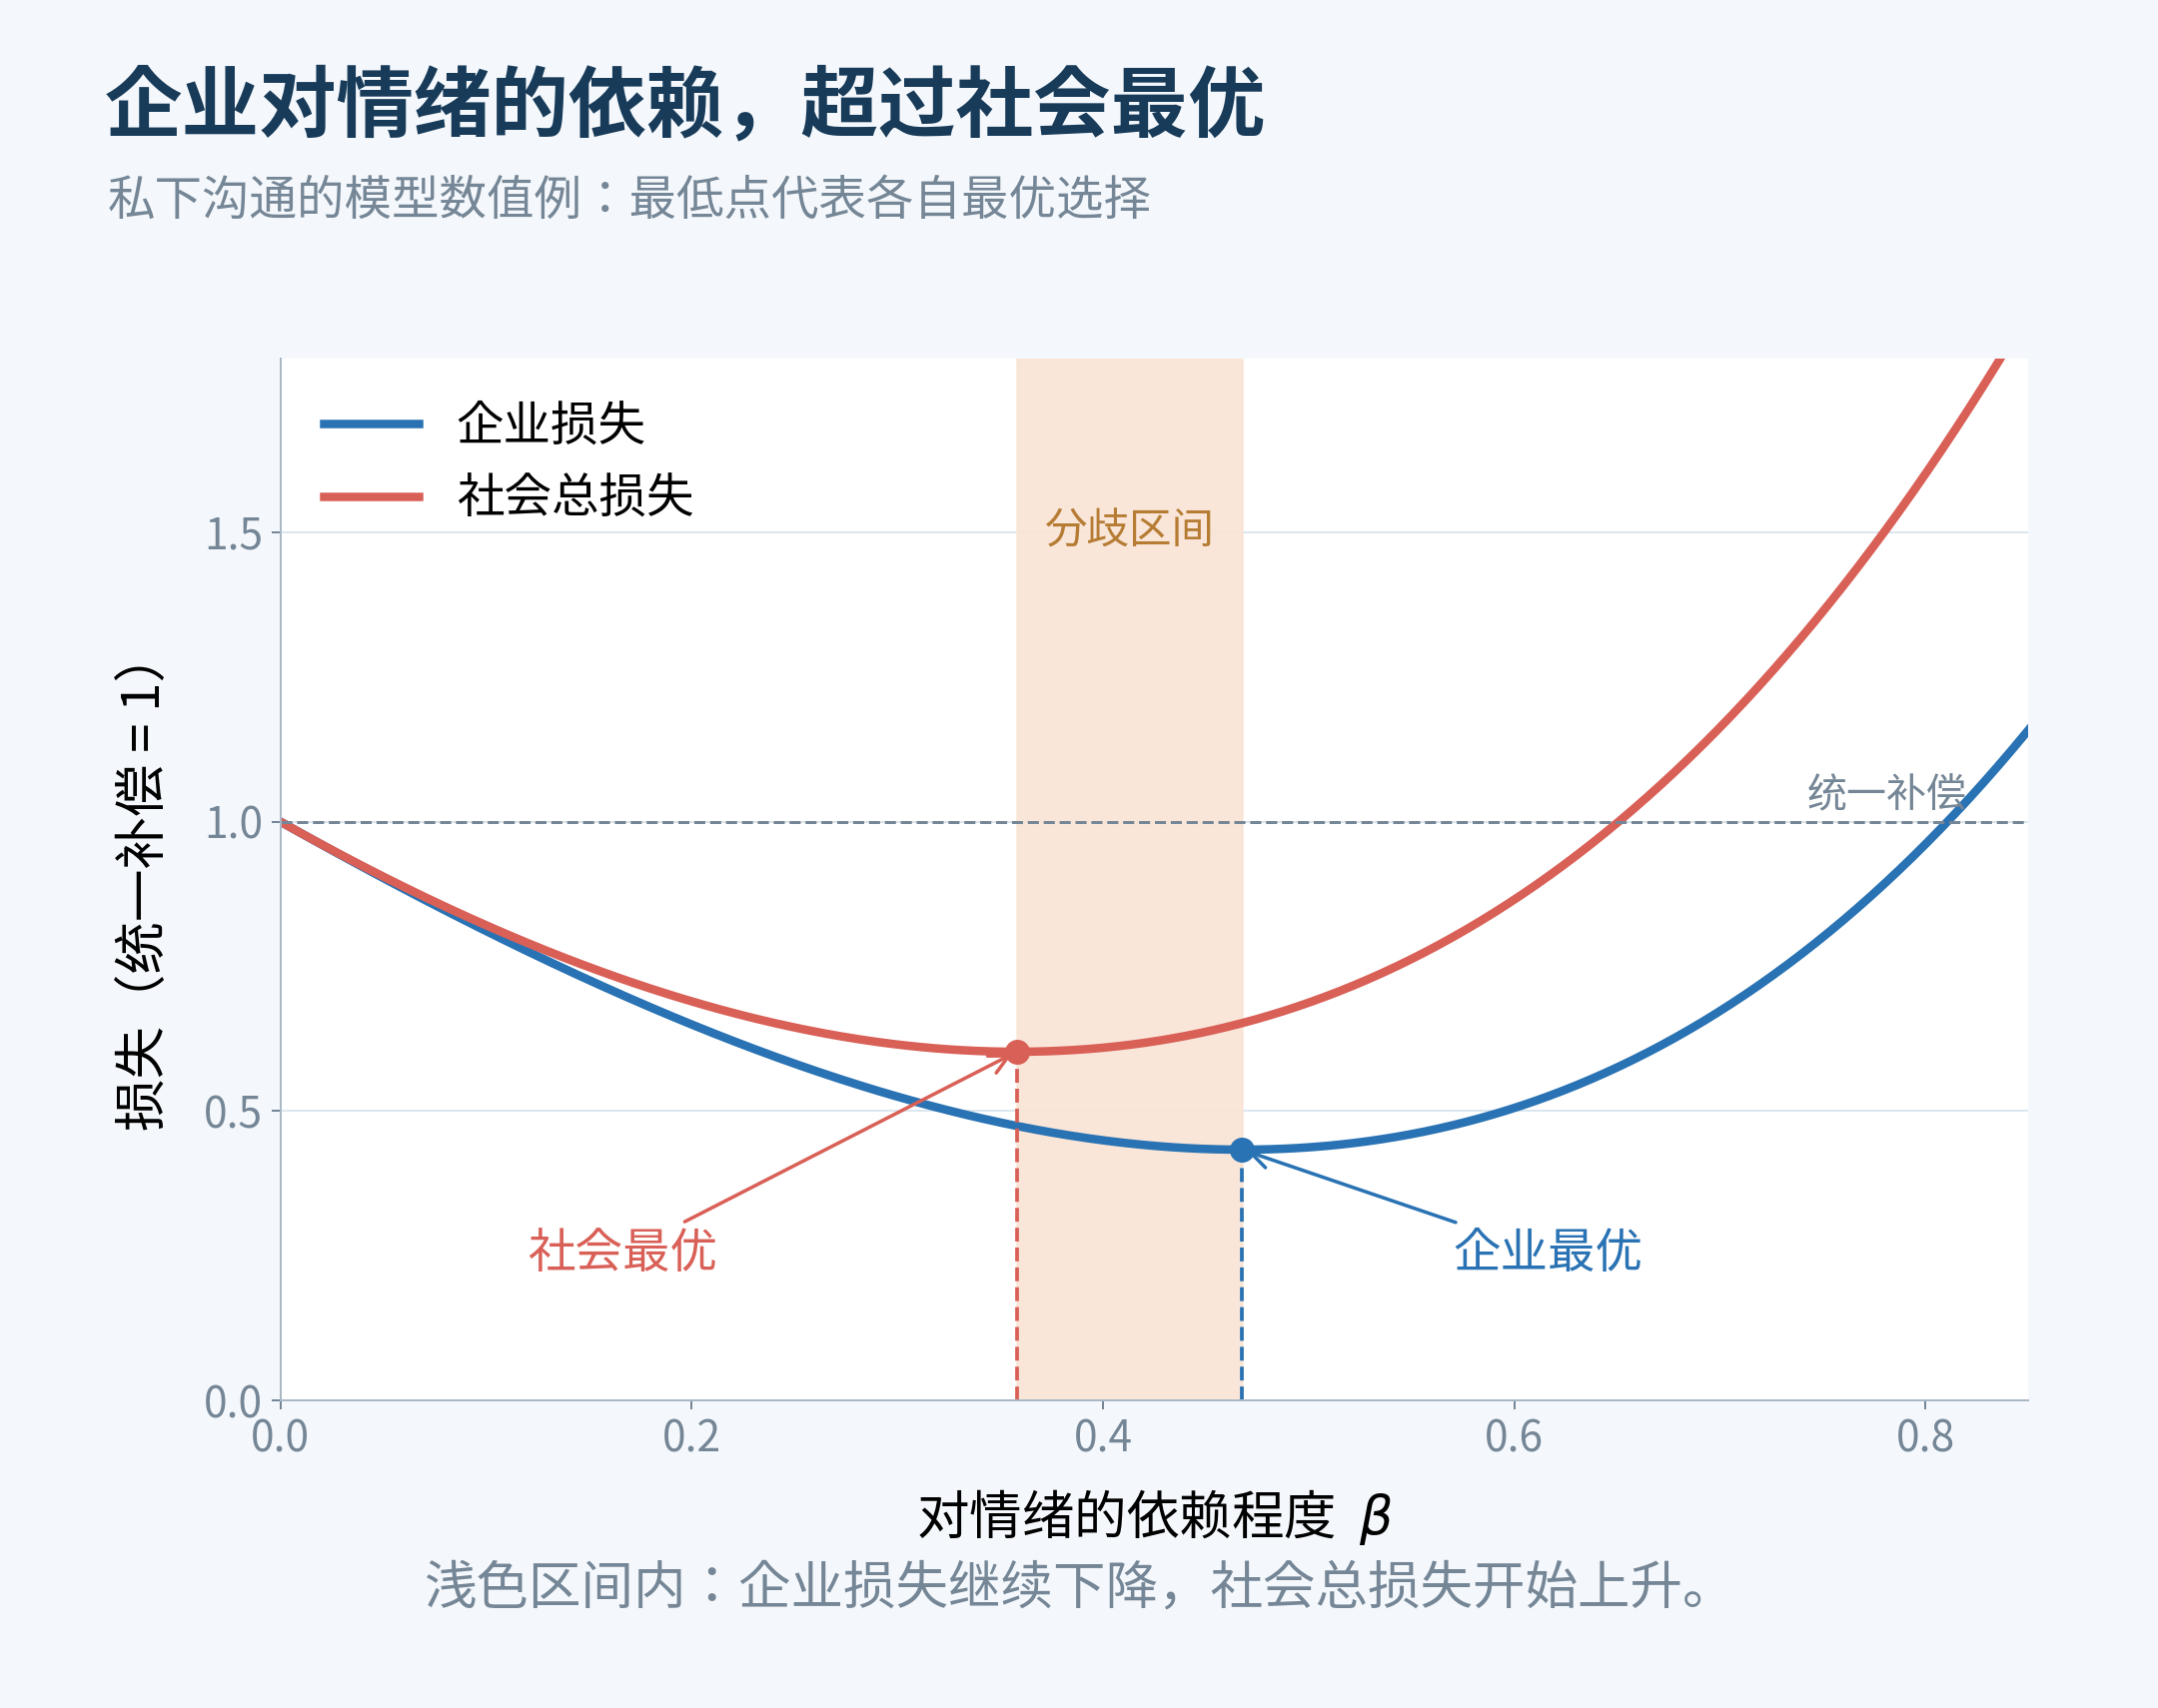 企业对情绪的依赖，超过社会最优
私下沟通的模型数值例：最低点代表各自最优选择
企业损失
社会总损失
分歧区间
统一补偿
社会最优
企业最优
损失（统一补偿 = 1）
1.5
1.0
0.5
0.0
0.0
0.2
0.4
0.6
0.8
对情绪的依赖程度 β
浅色区间内：企业损失继续下降，社会总损失开始上升。